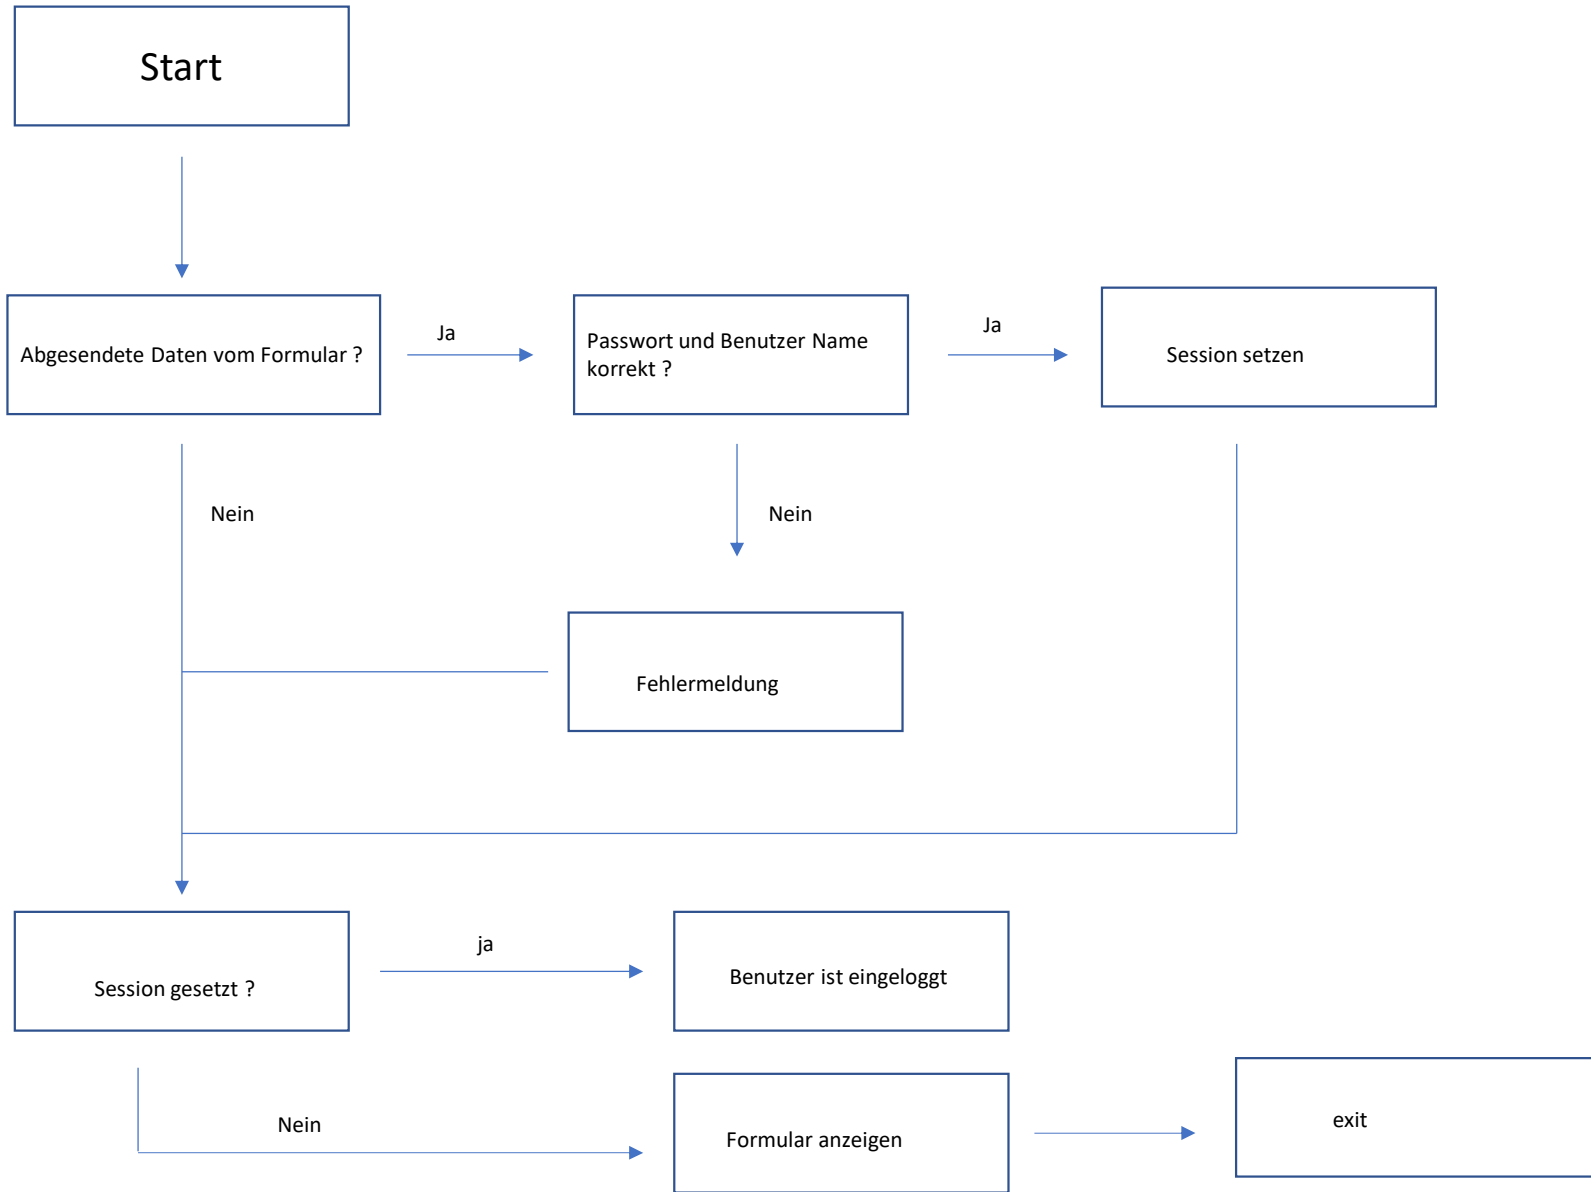 Start
Abgesendete Daten vom Formular ?
Ja
Passwort und Benutzer Name
korrekt ?
Ja
Session setzen
Nein
Nein
Fehlermeldung
Session gesetzt ?
ja
Benutzer ist eingeloggt
Nein
Formular anzeigen
exit